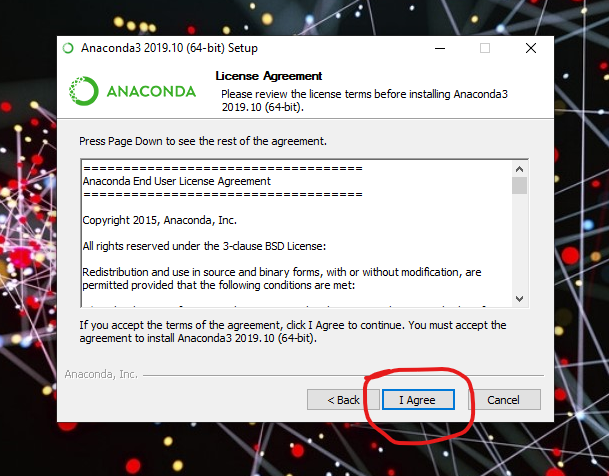 Anaconda3 2019.10 (64-bit) Setup
ANACONDA
License Agreement
Please review the license terms before installing Anaconda3
2019.10 (64-bit).
Press Page Down to see the rest of the agreement.
===================================
Anaconda End User License Agreement
===================================
Copyright 2015, Anaconda, Inc.
All rights reserved under the 3-clause BSD License:
Redistribution and use in source and binary forms, with or without modification, are
permitted provided that the following conditions are met:
If you accept the terms of the agreement, click I Agree to continue. You must accept the
agreement to install Anaconda3 2019.10 (64-bit).
Anaconda, Inc.
< Back
I Agree
Cancel